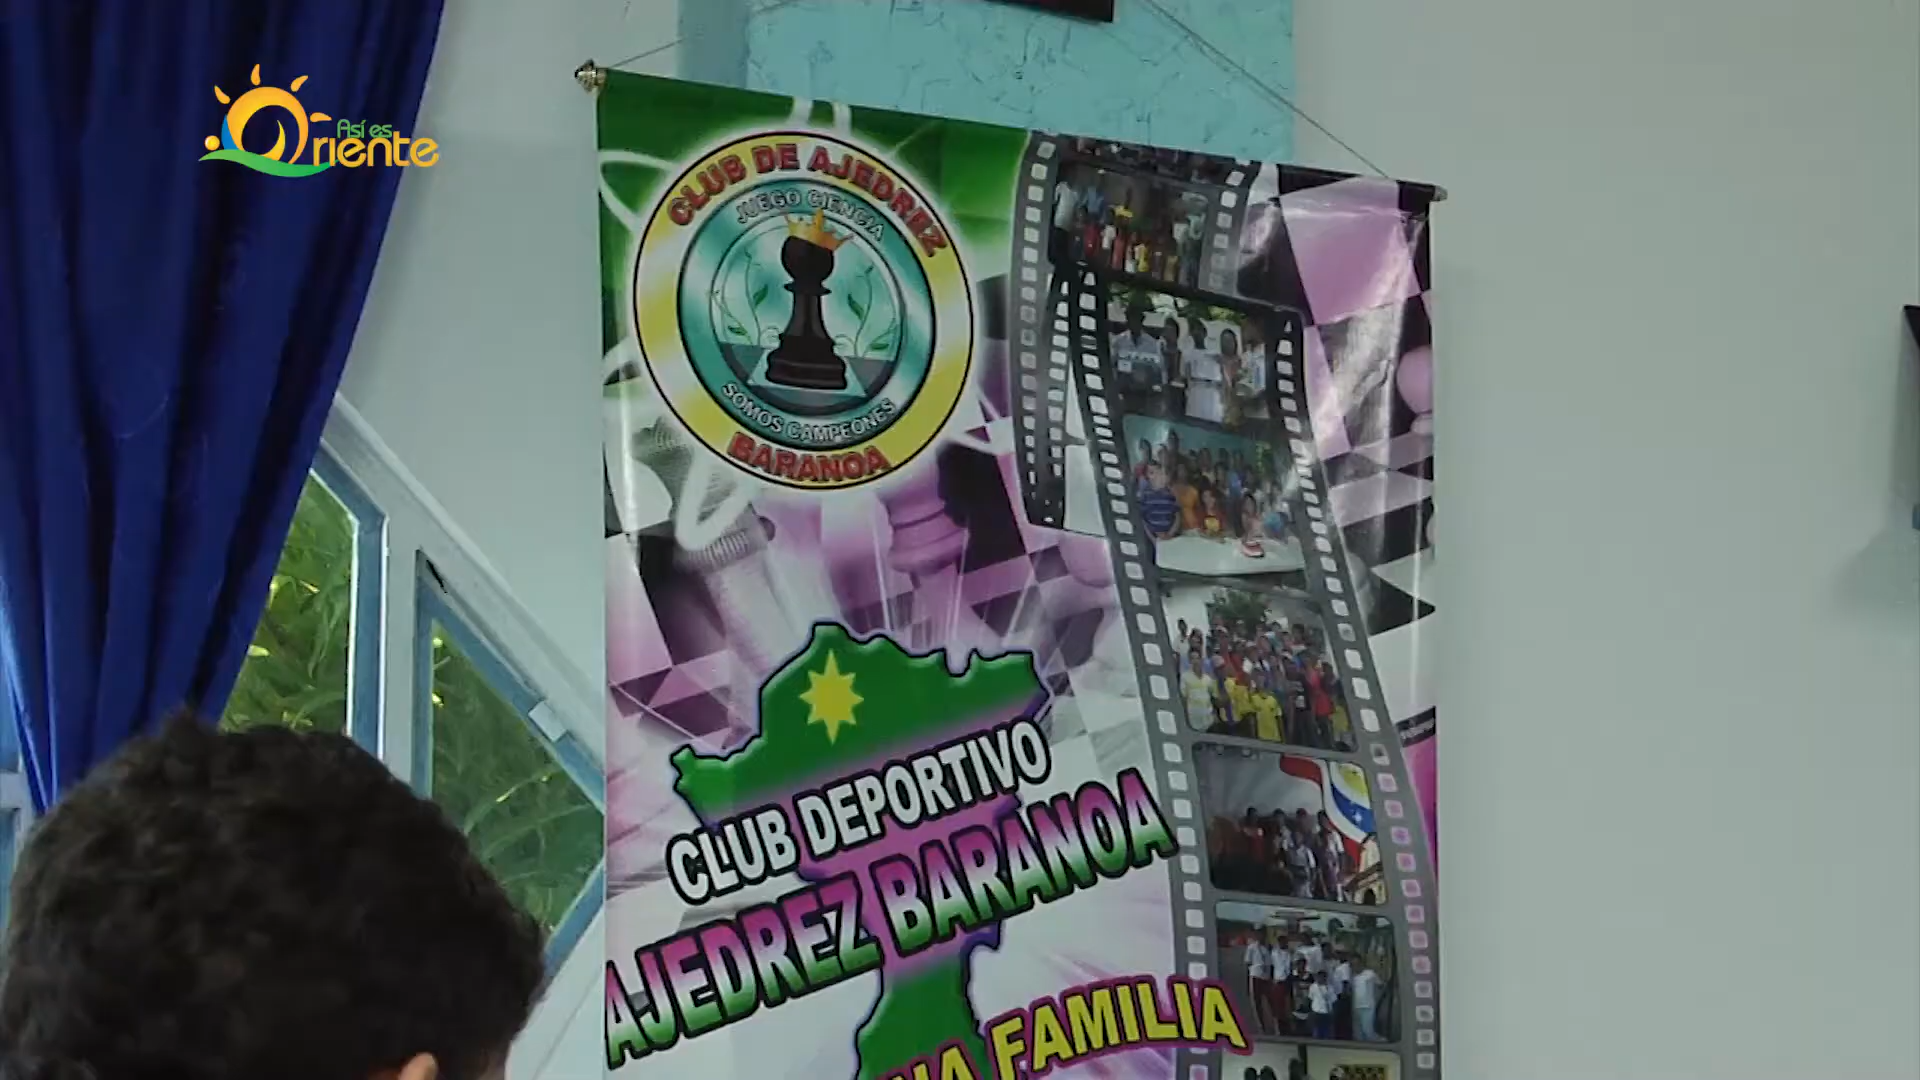 Así es
Oriente
CLUB DE AJEDREZ
JUEGO CIENCIA
SOMOS CAMPEONES
BARANOA
CLUB DEPORTIVO
AJEDREZ BARANOA
FAMILIA